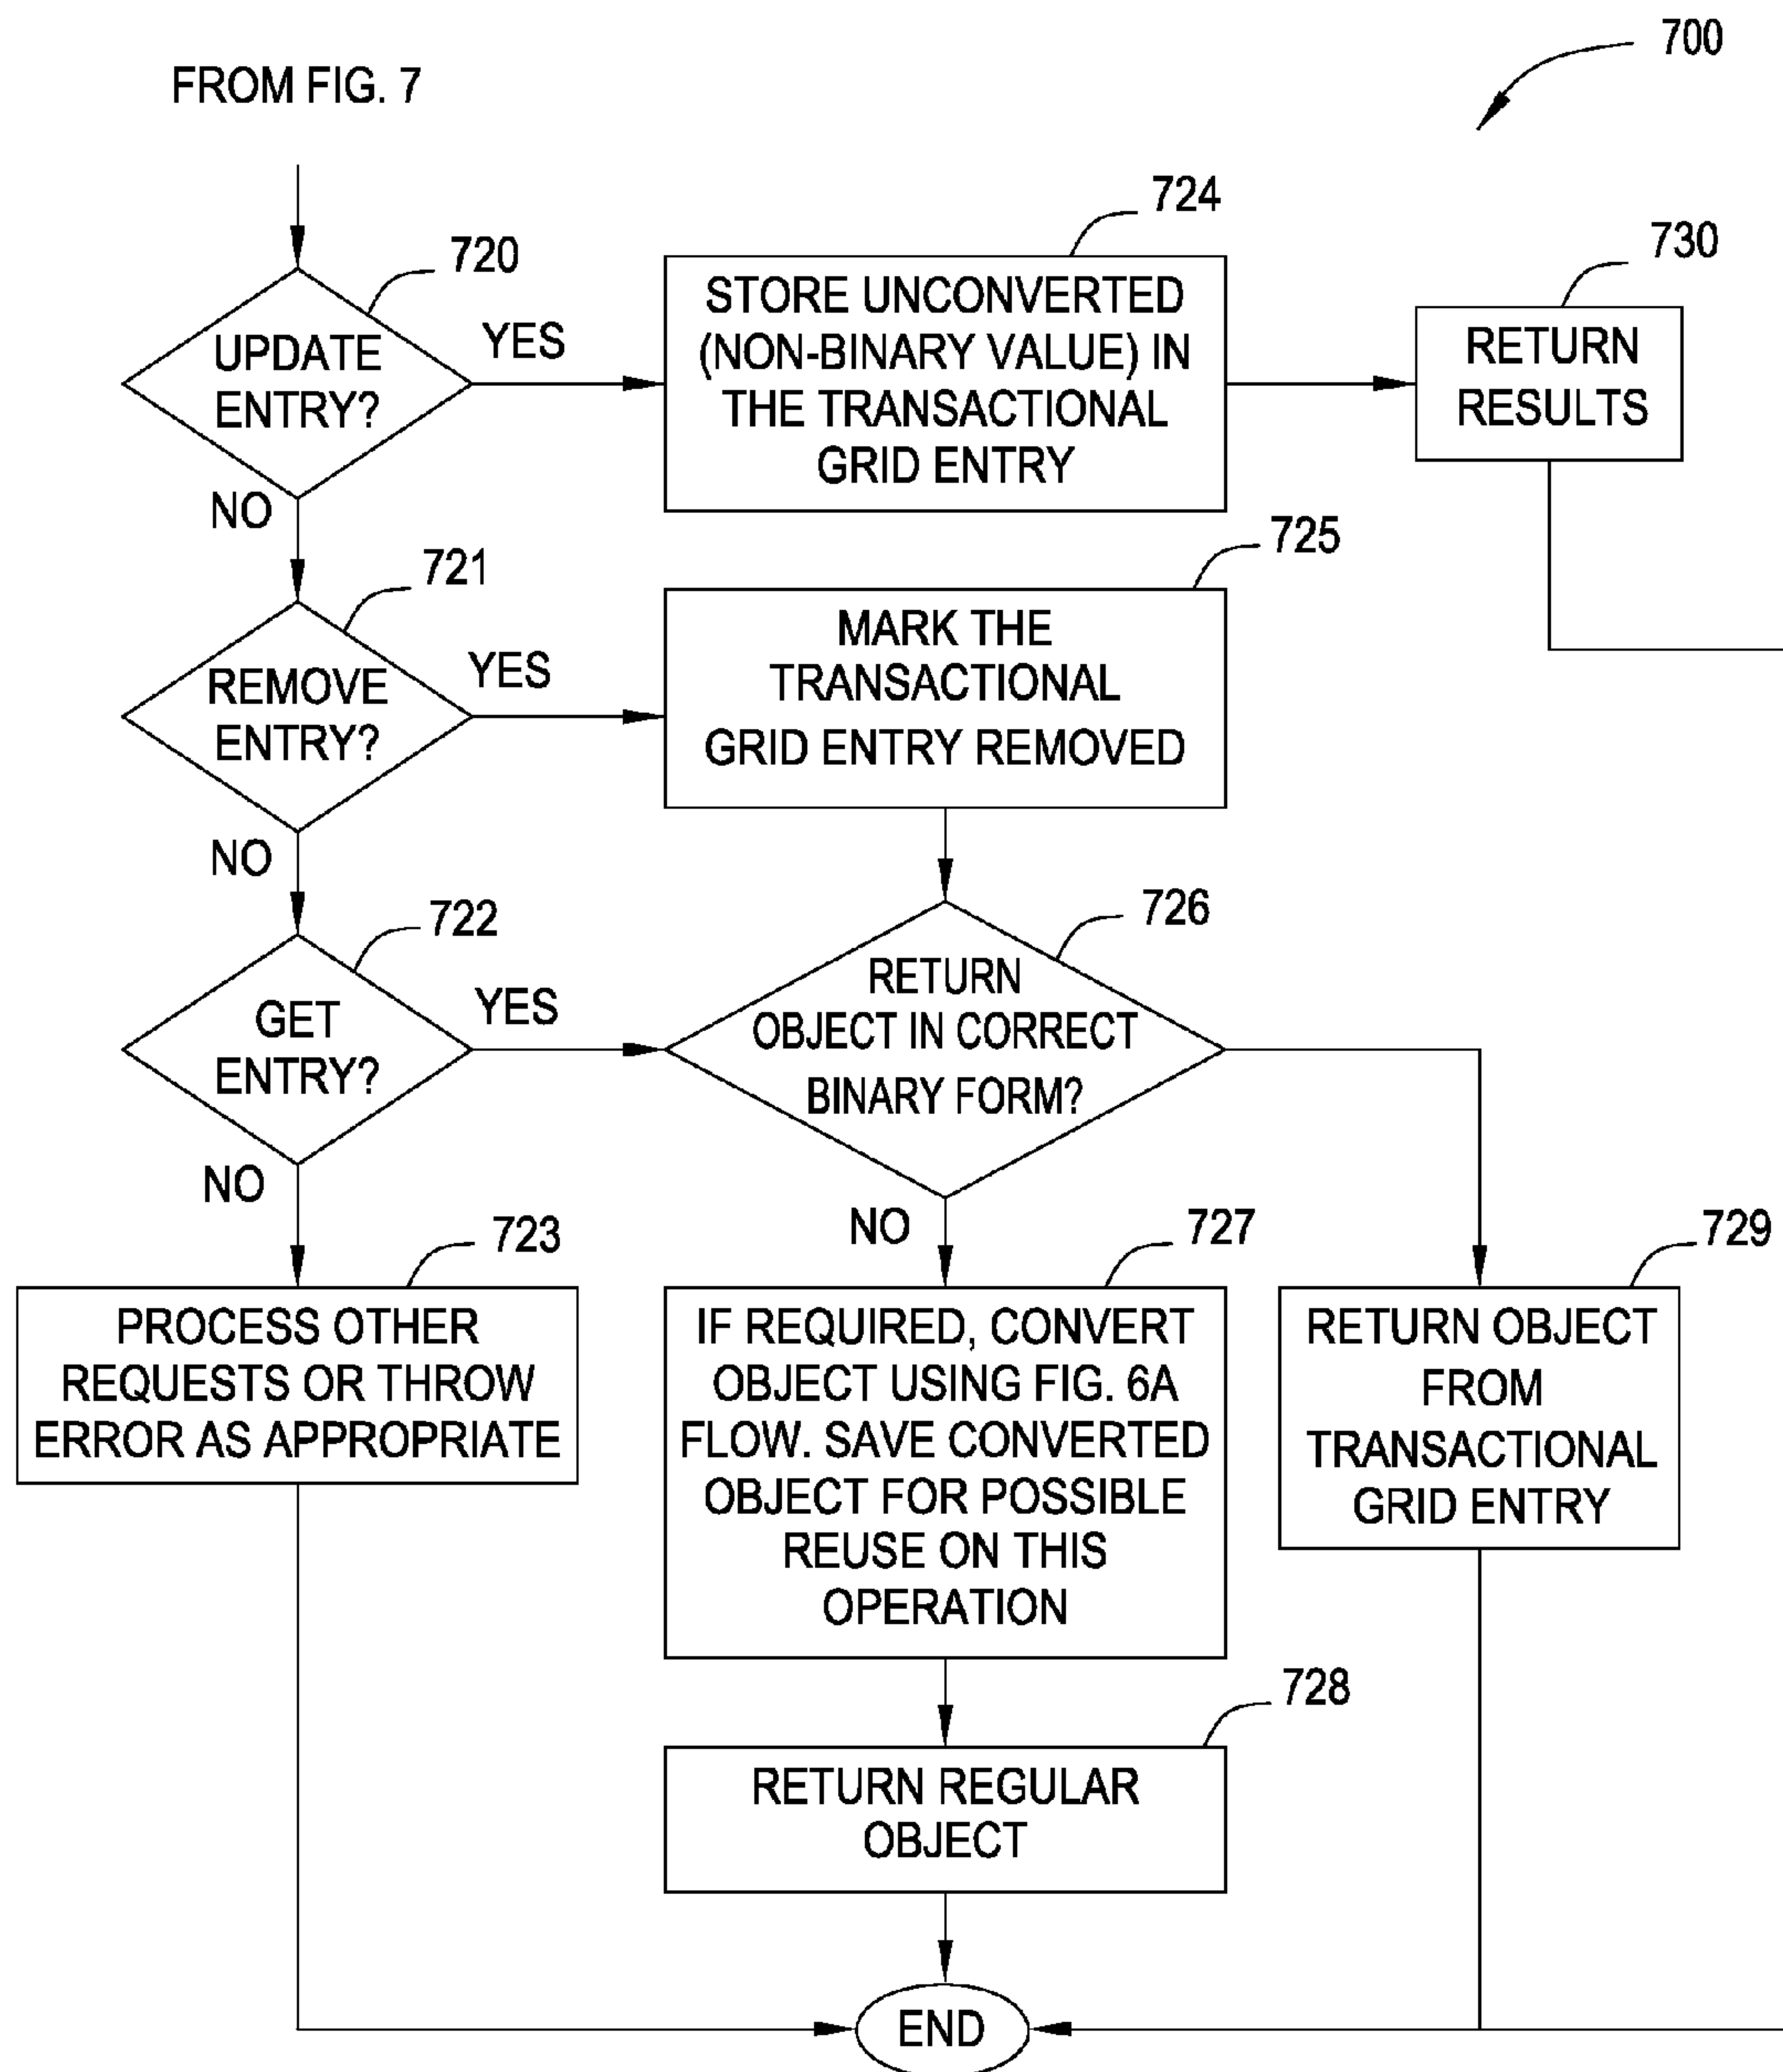 700
FROM FIG. 7
720
UPDATE
ENTRY?
YES
NO
724
STORE UNCONVERTED
(NON-BINARY VALUE) IN
THE TRANSACTIONAL
GRID ENTRY
730
RETURN
RESULTS
721
REMOVE
ENTRY?
YES
NO
725
MARK THE
TRANSACTIONAL
GRID ENTRY REMOVED
722
GET
ENTRY?
YES
NO
726
RETURN
OBJECT IN CORRECT
BINARY FORM?
NO
723
PROCESS OTHER
REQUESTS OR THROW
ERROR AS APPROPRIATE
727
IF REQUIRED, CONVERT
OBJECT USING FIG. 6A
FLOW. SAVE CONVERTED
OBJECT FOR POSSIBLE
REUSE ON THIS
OPERATION
729
RETURN OBJECT
FROM
TRANSACTIONAL
GRID ENTRY
728
RETURN REGULAR
OBJECT
END